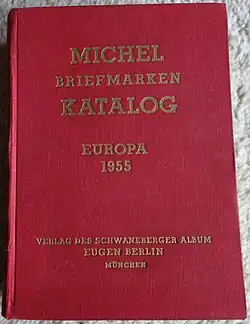 MICHEL
BRIEFMARKEN
KATALOG
EUROPA
1955
VERLAG DES SCHWANEBERGER ALBUM
EUGEN BERLIN
MÜNCHEN